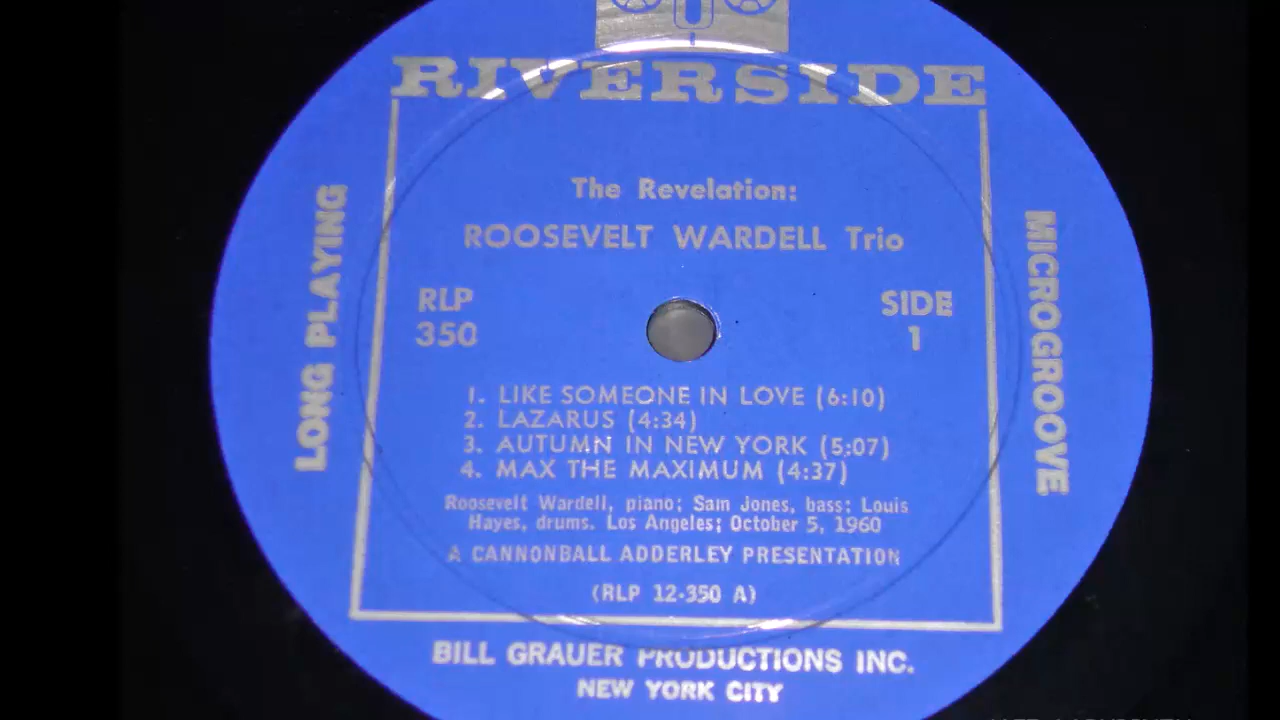 RIVERSIDE
The Revelation:
ROOSEVELT WARDELL Trio
LONG PLAYING
MICROGROOVE
RLP
350
SIDE
1
1. LIKE SOMEONE IN LOVE (6:10)
2. LAZARUS (4:34)
3. AUTUMN IN NEW YORK (5:07)
4. MAX THE MAXIMUM (4:37)
Roosevelt Wardell, piano; Sam Jones, bass; Louis
Hayes, drums. Los Angeles; October 5, 1960
A CANNONBALL ADDERLEY PRESENTATION
(RLP 12-350 A)
BILL GRAUER PRODUCTIONS INC.
NEW YORK CITY